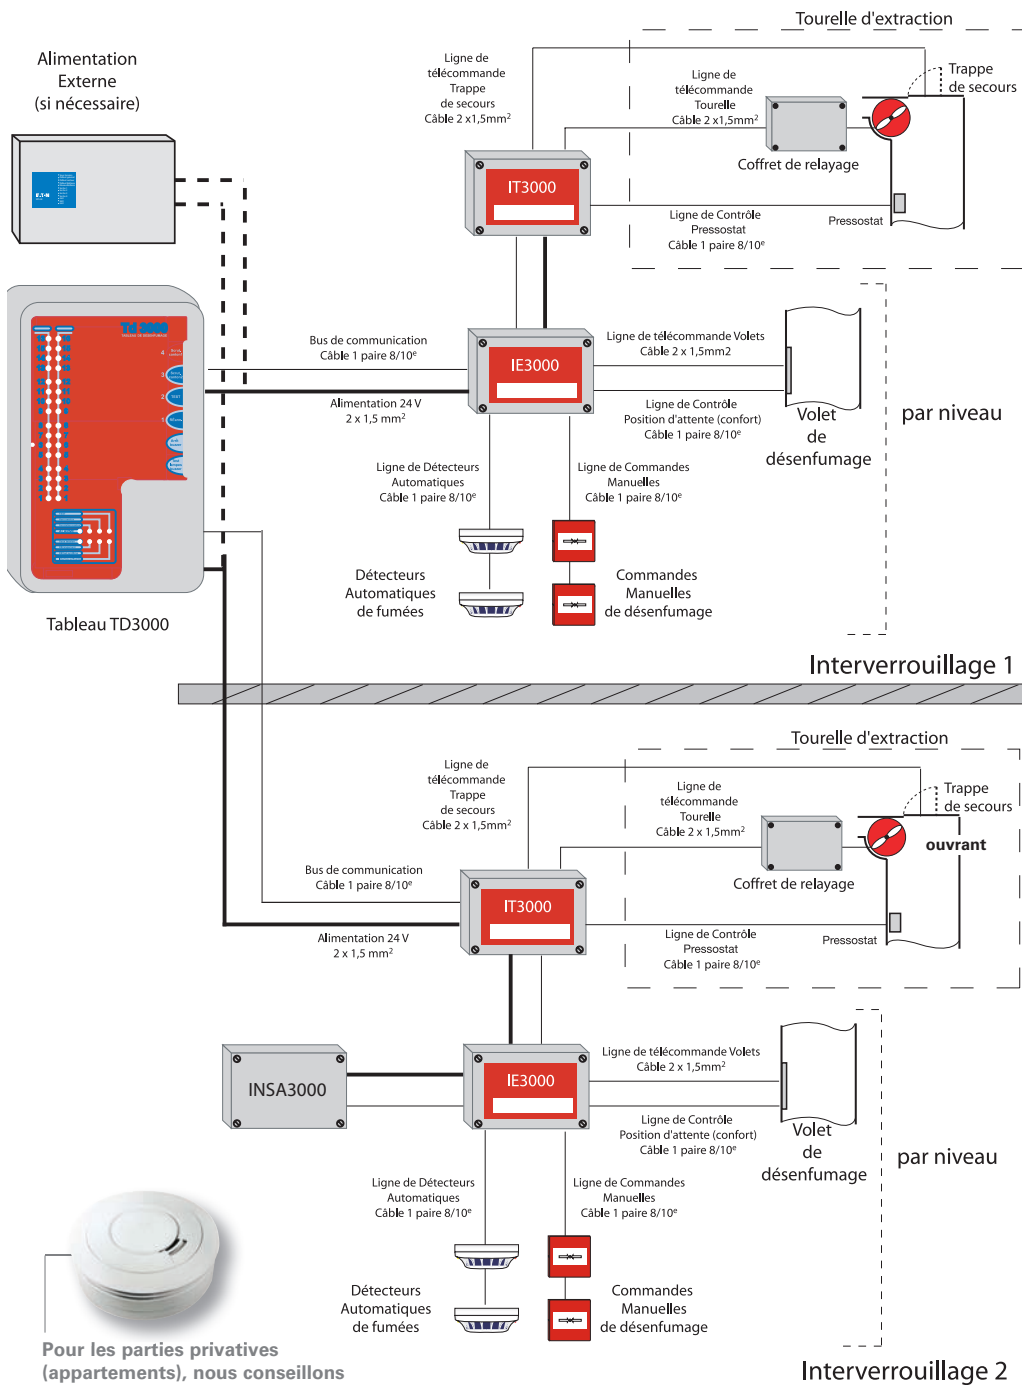 Tourelle d'extraction
Alimentation
Externe
(si nécessaire)
Ligne de
télécommande
Trappe
de secours
Câble 2 x1,5mm²
Ligne de
télécommande
Tourelle
Câble 2 x1,5mm²
Trappe
de secours
Coffret de relayage
IT3000
Ligne de Contrôle
Pressostat
Câble 1 paire 8/10e
Pressostat
EATON
Td 3000
TABLEAU DE DESENFUMAGE
4
3
2
TEST
1
Bus de communication
Câble 1 paire 8/10e
Alimentation 24 V
2 x 1,5 mm²
IE3000
Ligne de télécommande Volets
Câble 2 x 1,5mm2
Ligne de Contrôle
Position d'attente (confort)
Câble 1 paire 8/10e
Volet
de
désenfumage
par niveau
Ligne de Détecteurs
Automatiques
Câble 1 paire 8/10e
Ligne de Commandes
Manuelles
Câble 1 paire 8/10e
Détecteurs
Automatiques
de fumées
Commandes
Manuelles
de désenfumage
Tableau TD3000
Interverrouillage 1
Tourelle d'extraction
Ligne de
télécommande
Trappe
de secours
Câble 2 x 1,5mm²
Ligne de
télécommande
Tourelle
Câble 2 x 1,5mm²
Trappe
de secours
ouvrant
Coffret de relayage
Bus de communication
Câble 1 paire 8/10e
IT3000
Alimentation 24 V
2 x 1,5 mm²
Ligne de Contrôle
Pressostat
Câble 1 paire 8/10e
Pressostat
INSA3000
IE3000
Ligne de télécommande Volets
Câble 2 x 1,5mm²
Ligne de Contrôle
Position d'attente (confort)
Câble 1 paire 8/10e
Volet
de
désenfumage
par niveau
Ligne de Détecteurs
Automatiques
Câble 1 paire 8/10e
Ligne de Commandes
Manuelles
Câble 1 paire 8/10e
Détecteurs
Automatiques
de fumées
Commandes
Manuelles
de désenfumage
Pour les parties privatives
(appartements), nous conseillons
Interverrouillage 2